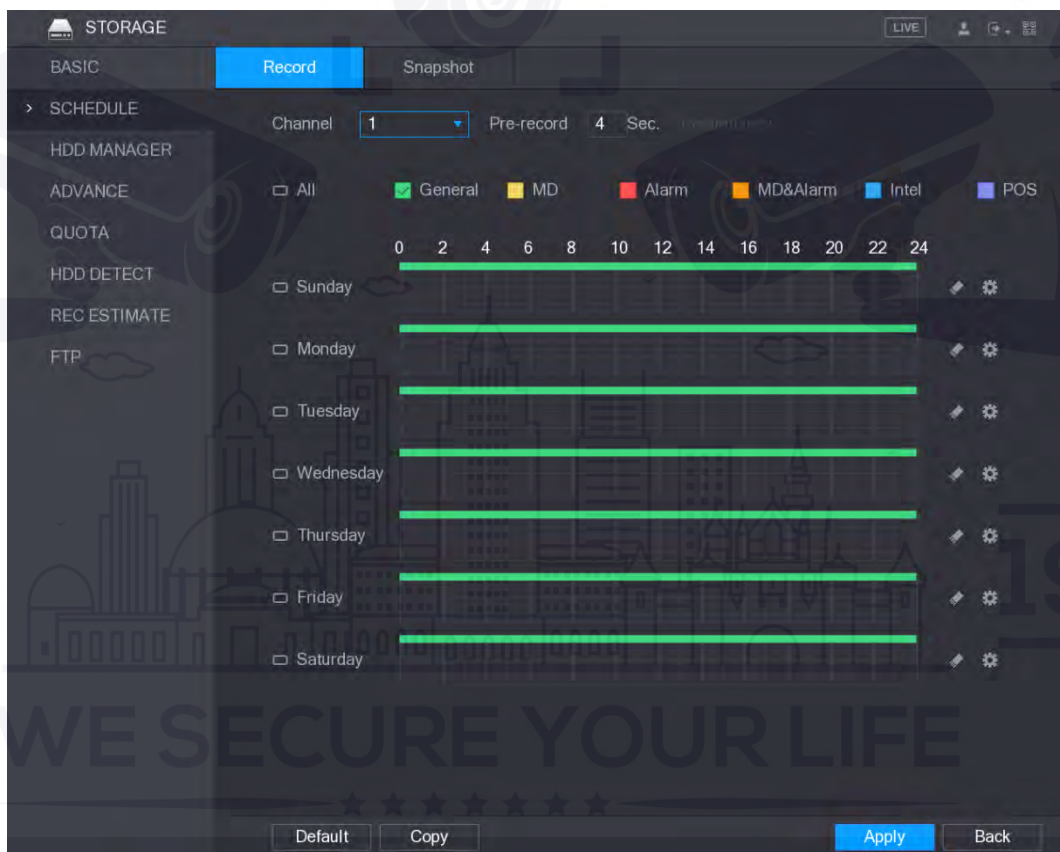 STORAGE
LIVE
BASIC
Record
Snapshot
SCHEDULE
Channel 1 Pre-record 4 Sec.
HDD MANAGER
ADVANCE
All General MD Alarm MD&Alarm Intel POS
QUOTA
0 2 4 6 8 10 12 14 16 18 20 22 24
HDD DETECT
Sunday
REC ESTIMATE
Monday
FTP
Tuesday
Wednesday
Thursday
19
Friday
Saturday
WE SECURE YOUR LIFE
Default Copy Apply Back